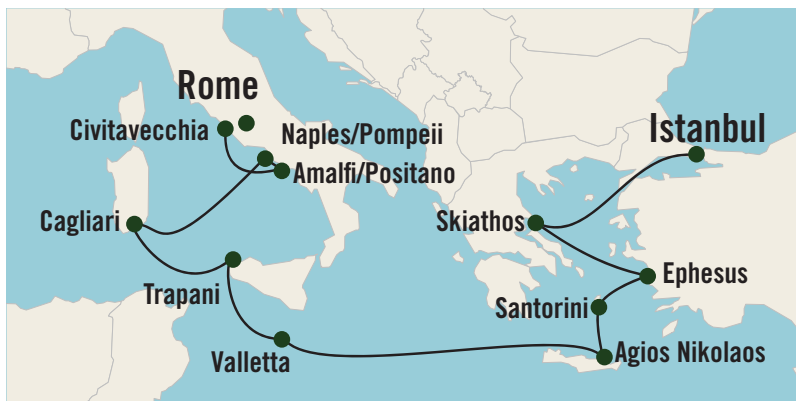 Rome
Civitavecchia
Naples/Pompeii
Amalfi/Positano
Istanbul
Cagliari
Skiathos
Trapani
Ephesus
Santorini
Valletta
Agios Nikolaos